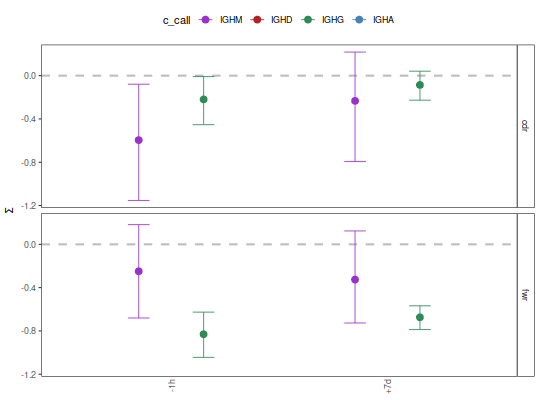 c_call IGHM IGHD IGHG IGHA
0.0
-0.4
-0.8
-1.2
cdr
Σ
0.0
-0.4
-0.8
-1.2
fwr
-1h
+7d